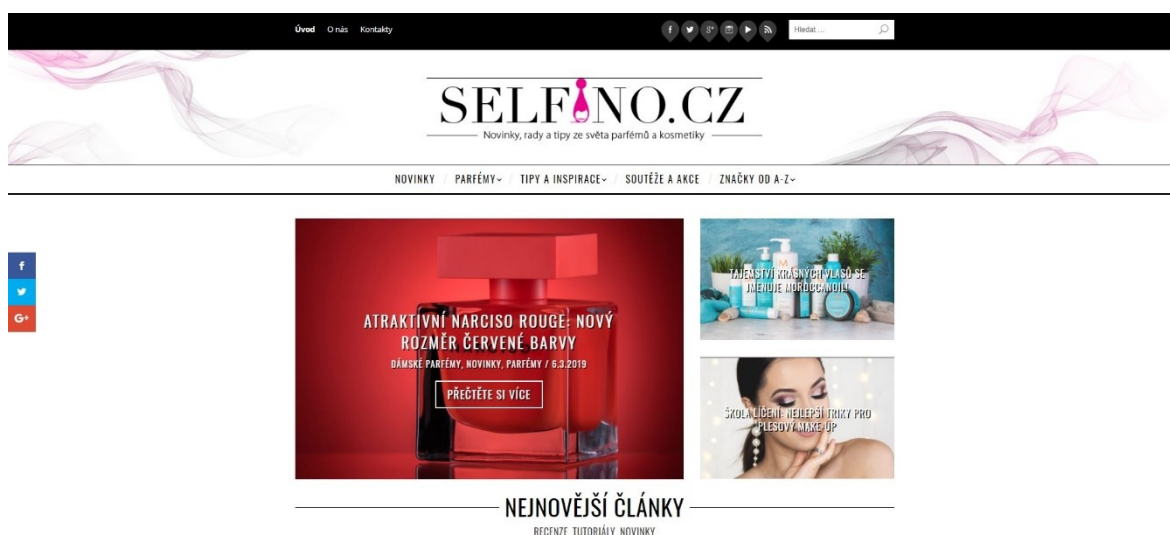 Úvod O nás Kontakty
Hledat ...
SELFINO.CZ
Novinky, rady a tipy ze světa parfémů a kosmetiky
NOVINKY / PARFÉMY / TIPY A INSPIRACE / SOUTĚŽE A AKCE / ZNAČKY OD A-Z
f
G+
ATRAKTIVNÍ NARCISO ROUGE: NOVÝ
ROZMĚR ČERVENÉ BARVY
DÁMSKÉ PARFÉMY, NOVINKY, PARFÉMY / 6.3.2019
PŘEČTĚTE SI VÍCE
TAJEMSTVÍ KRÁSNÝCH VLASŮ SE
JMENUJE MOROCCANOIL!
ŠKOLA LÍČENÍ: NEJLEPŠÍ TRIKY PRO
PLESOVÝ MAKE-UP
NEJNOVĚJŠÍ ČLÁNKY
RECENZE, TUTORIÁLY, NOVINKY